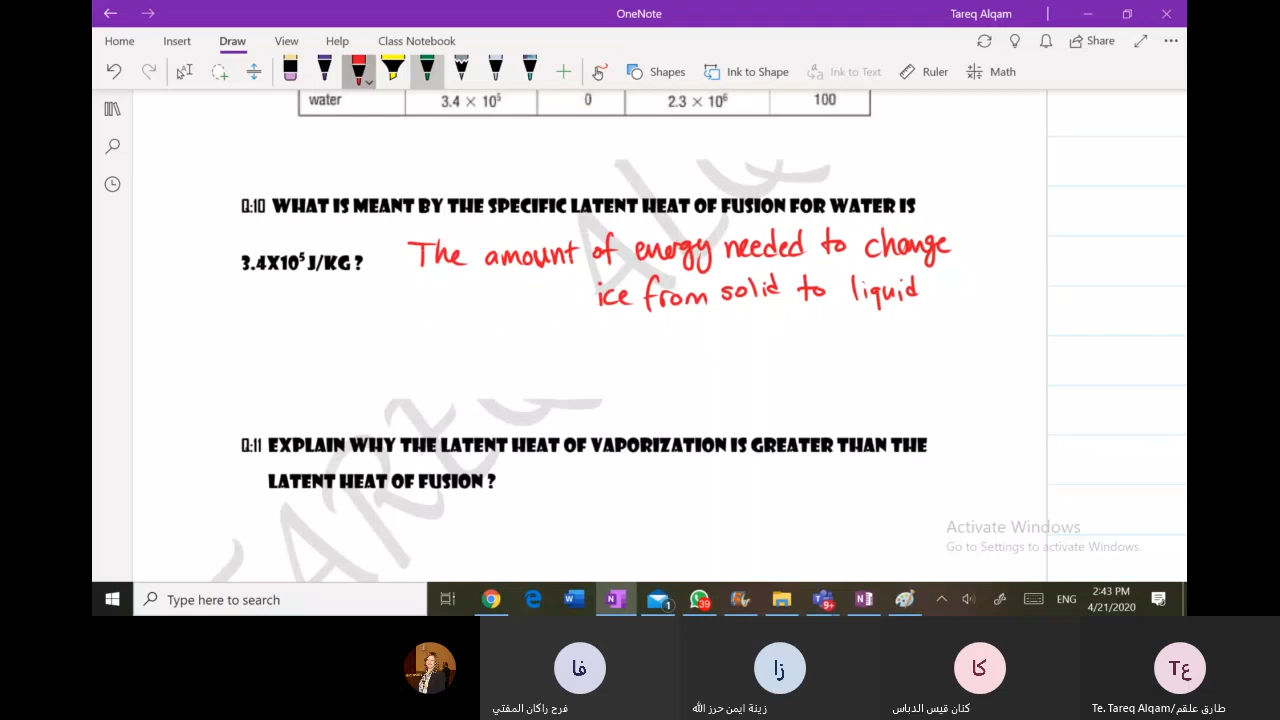 OneNote
Tareq Alqam
Home Insert Draw View Help Class Notebook
Share
Shapes Ink to Shape Ink to Text Ruler Math
water 3.4 × 10⁵ 0 2.3 × 10⁶ 100
Q:10 WHAT IS MEANT BY THE SPECIFIC LATENT HEAT OF FUSION FOR WATER IS
3.4X10⁵ J/KG ?
The amount of energy needed to change
ice from solid to liquid
Q:11 EXPLAIN WHY THE LATENT HEAT OF VAPORIZATION IS GREATER THAN THE
LATENT HEAT OF FUSION ?
Activate Windows
Go to Settings to activate Windows.
Type here to search
1
39
9+
ENG
2:43 PM
4/21/2020
فا
زا
كا
Tع
فرح راكان المفتي
زينة ايمن حرز الله
كنان قيس الدباس
Te. Tareq Alqam/طارق علقم